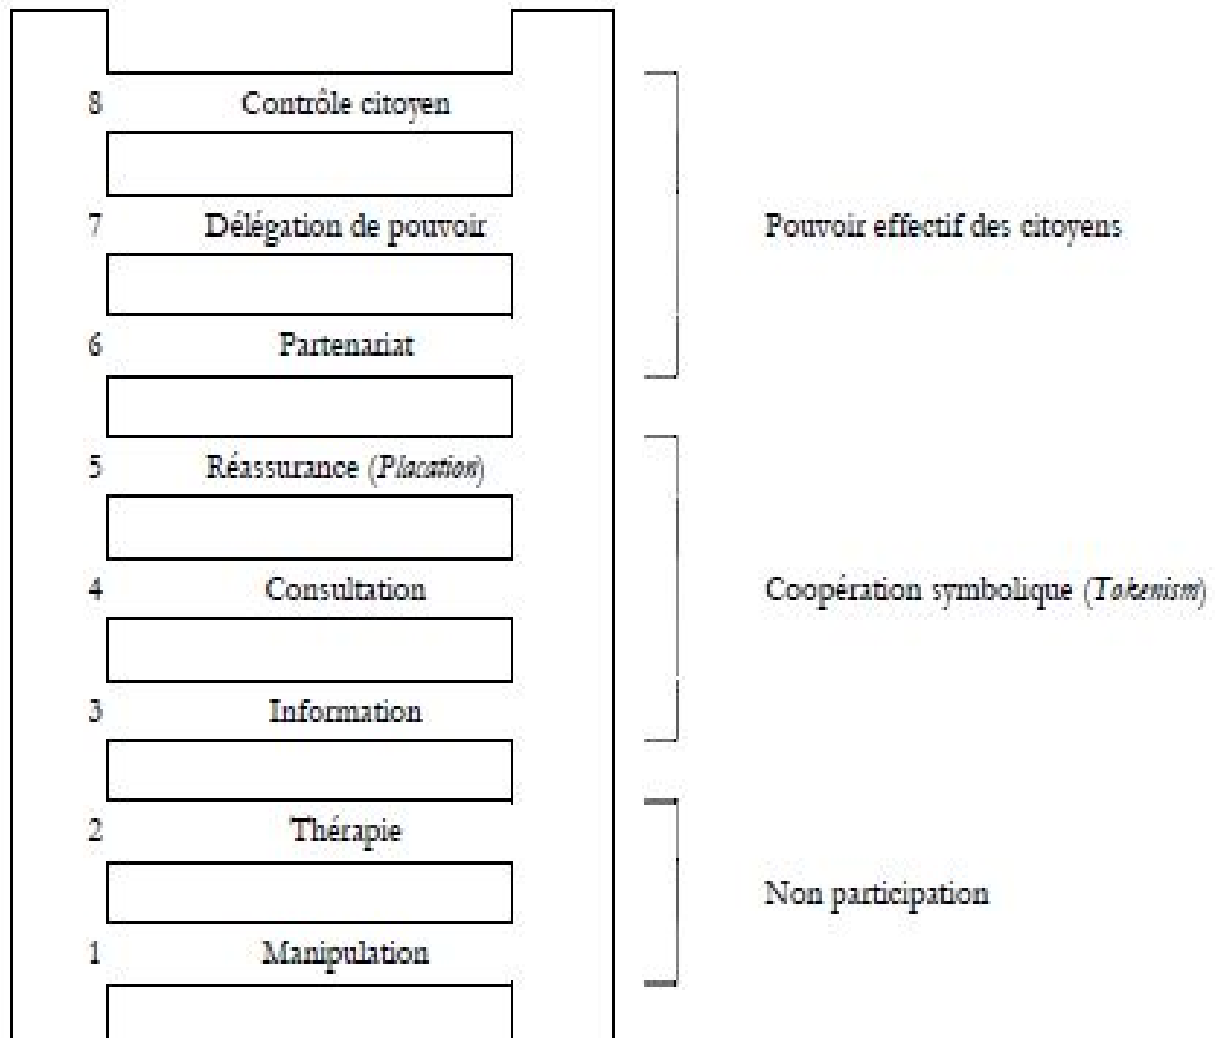 8 Contrôle citoyen
7 Délégation de pouvoir Pouvoir effectif des citoyens
6 Partenariat
5 Réassurance (Placation)
4 Consultation Coopération symbolique (Tokenism)
3 Information
2 Thérapie
Non participation
1 Manipulation